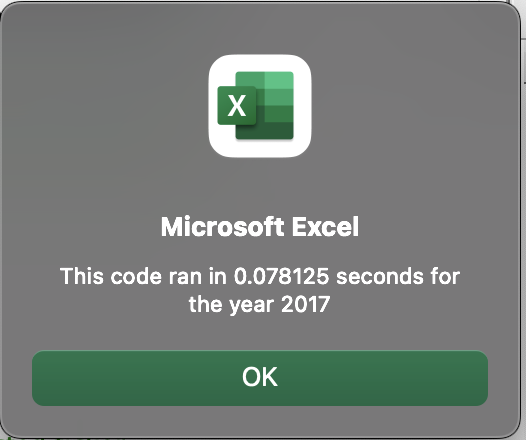 X
Microsoft Excel
This code ran in 0.078125 seconds for
the year 2017
OK